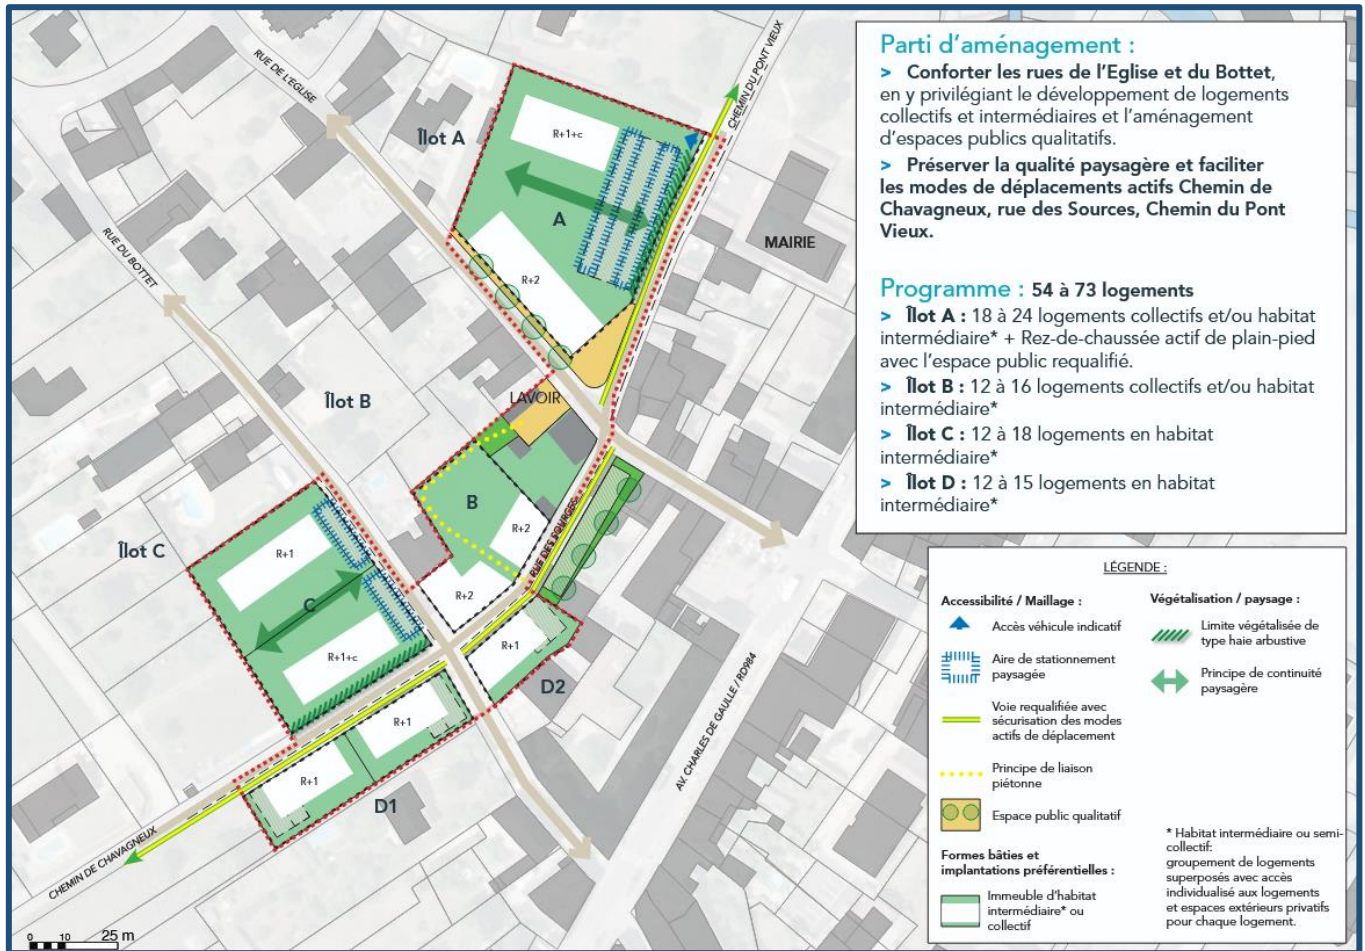 RUE DE L'EGLISE
CHEMIN DU PONT VIEUX
Îlot A
R+1+c
A
MAIRIE
R+2
RUE DU BOTTET
Îlot B
LAVOIR
B
R+2
RUE DES SOURCES
R+2
Îlot C
R+1
C
R+1+c
R+1
D2
R+1
R+1
D1
AV. CHARLES DE GAULLE / RD984
CHEMIN DE CHAVAGNEUX
0 10 25 m
Parti d'aménagement :
> Conforter les rues de l'Eglise et du Bottet,
en y privilégiant le développement de logements
collectifs et intermédiaires et l'aménagement
d'espaces publics qualitatifs.
> Préserver la qualité paysagère et faciliter
les modes de déplacements actifs Chemin de
Chavagneux, rue des Sources, Chemin du Pont
Vieux.
Programme : 54 à 73 logements
> Îlot A : 18 à 24 logements collectifs et/ou habitat
intermédiaire* + Rez-de-chaussée actif de plain-pied
avec l'espace public requalifié.
> Îlot B : 12 à 16 logements collectifs et/ou habitat
intermédiaire*
> Îlot C : 12 à 18 logements en habitat
intermédiaire*
> Îlot D : 12 à 15 logements en habitat
intermédiaire*
LÉGENDE :
Accessibilité / Maillage :
Accès véhicule indicatif
Aire de stationnement
paysagée
Voie requalifiée avec
sécurisation des modes
actifs de déplacement
Principe de liaison
piétonne
Espace public qualitatif
Formes bâties et
implantations préférentielles :
Immeuble d'habitat
intermédiaire* ou
collectif
Végétalisation / paysage :
Limite végétalisée de
type haie arbustive
Principe de continuité
paysagère
* Habitat intermédiaire ou semi-
collectif:
groupement de logements
superposés avec accès
individualisé aux logements
et espaces extérieurs privatifs
pour chaque logement.